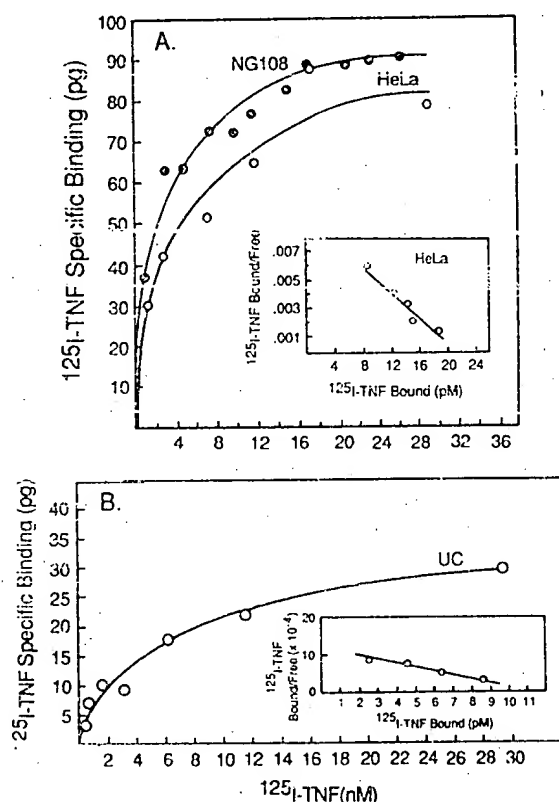 A.
NG108
HeLa
125I-TNF Specific Binding (pg)
100
90
80
70
60
50
40
30
20
10
4 8 12 16 20 24 28 32 36
HeLa
125I-TNF Bound/Free
.007
.005
.003
.001
4 8 12 16 20 24
125I-TNF Bound (pM)
B.
UC
25I-TNF Specific Binding (pg)
40
30
20
15
10
5
2 4 6 8 10 12 14 16 18 20 22 24 26 28 30
125I-TNF(nM)
125I-TNF
Bound/Free (x 10-4)
20
10
0
1 2 3 4 5 6 7 8 9 10 11
125I-TNF Bound (pM)